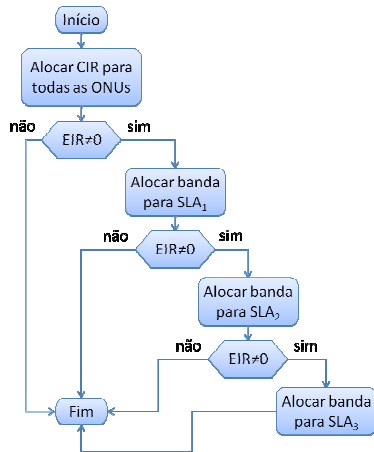 Início
Alocar CIR para
todas as ONUs
não
EIR≠0
sim
Alocar banda
para SLA₁
não
EIR≠0
sim
Alocar banda
para SLA₂
não
EIR≠0
sim
Fim
Alocar banda
para SLA₃